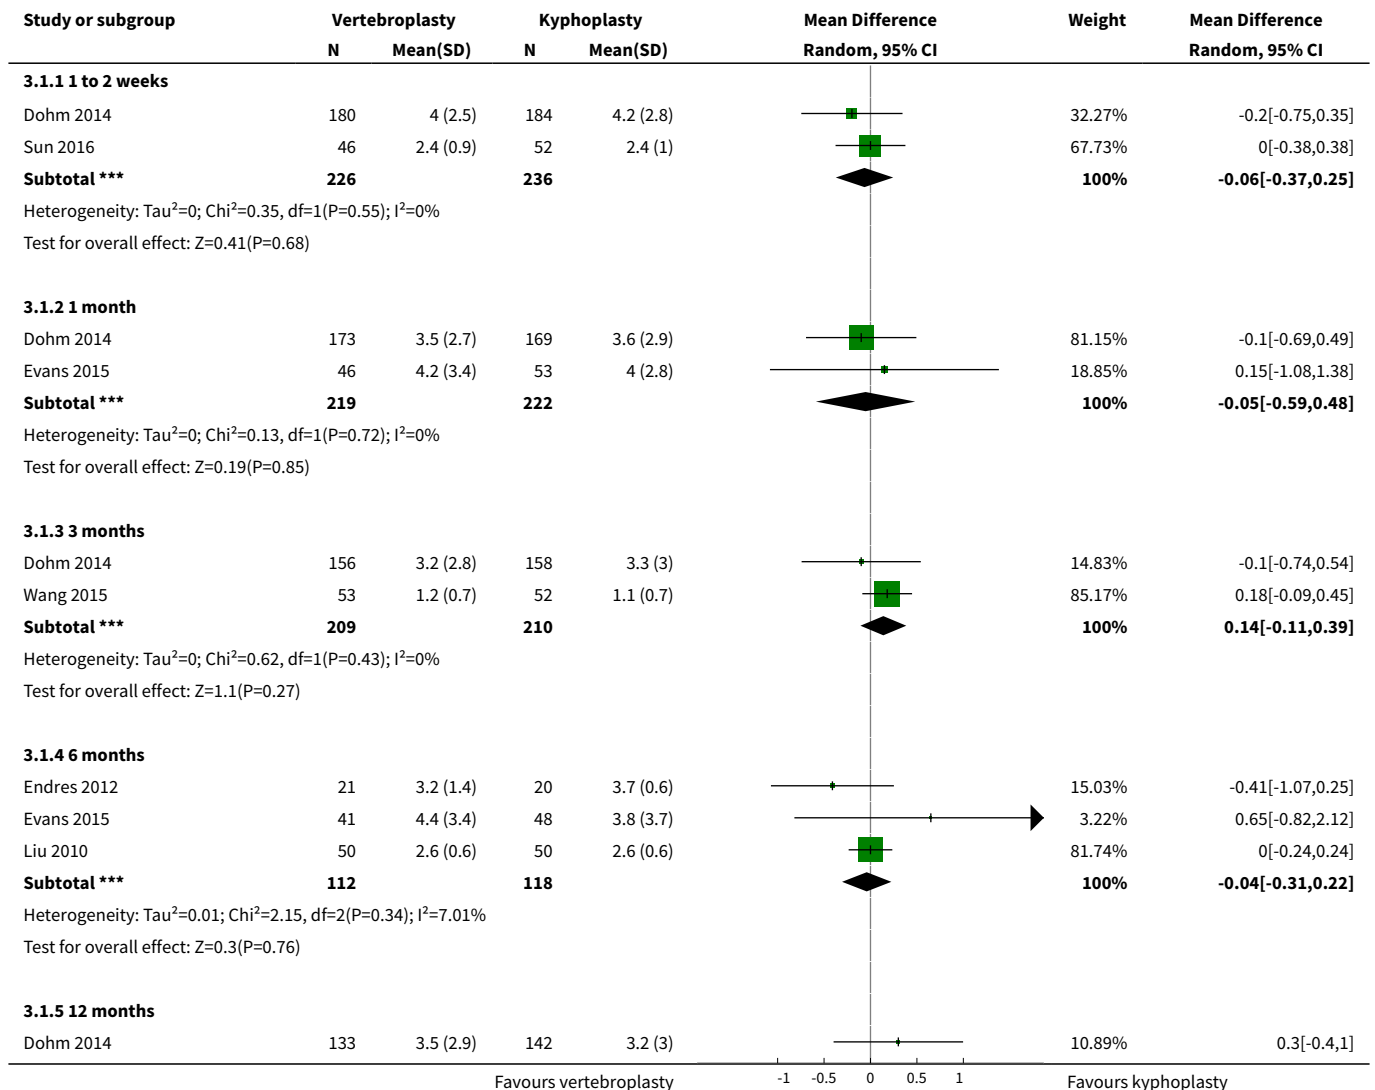 Study or subgroup Vertebroplasty Kyphoplasty Mean Difference Weight Mean Difference
N Mean(SD) N Mean(SD) Random, 95% CI Random, 95% CI
3.1.1 1 to 2 weeks
Dohm 2014 180 4 (2.5) 184 4.2 (2.8) 32.27% -0.2[-0.75,0.35]
Sun 2016 46 2.4 (0.9) 52 2.4 (1) 67.73% 0[-0.38,0.38]
Subtotal *** 226 236 100% -0.06[-0.37,0.25]
Heterogeneity: Tau²=0; Chi²=0.35, df=1(P=0.55); I²=0%
Test for overall effect: Z=0.41(P=0.68)
3.1.2 1 month
Dohm 2014 173 3.5 (2.7) 169 3.6 (2.9) 81.15% -0.1[-0.69,0.49]
Evans 2015 46 4.2 (3.4) 53 4 (2.8) 18.85% 0.15[-1.08,1.38]
Subtotal *** 219 222 100% -0.05[-0.59,0.48]
Heterogeneity: Tau²=0; Chi²=0.13, df=1(P=0.72); I²=0%
Test for overall effect: Z=0.19(P=0.85)
3.1.3 3 months
Dohm 2014 156 3.2 (2.8) 158 3.3 (3) 14.83% -0.1[-0.74,0.54]
Wang 2015 53 1.2 (0.7) 52 1.1 (0.7) 85.17% 0.18[-0.09,0.45]
Subtotal *** 209 210 100% 0.14[-0.11,0.39]
Heterogeneity: Tau²=0; Chi²=0.62, df=1(P=0.43); I²=0%
Test for overall effect: Z=1.1(P=0.27)
3.1.4 6 months
Endres 2012 21 3.2 (1.4) 20 3.7 (0.6) 15.03% -0.41[-1.07,0.25]
Evans 2015 41 4.4 (3.4) 48 3.8 (3.7) 3.22% 0.65[-0.82,2.12]
Liu 2010 50 2.6 (0.6) 50 2.6 (0.6) 81.74% 0[-0.24,0.24]
Subtotal *** 112 118 100% -0.04[-0.31,0.22]
Heterogeneity: Tau²=0.01; Chi²=2.15, df=2(P=0.34); I²=7.01%
Test for overall effect: Z=0.3(P=0.76)
3.1.5 12 months
Dohm 2014 133 3.5 (2.9) 142 3.2 (3) 10.89% 0.3[-0.4,1]
Favours vertebroplasty -1 -0.5 0 0.5 1 Favours kyphoplasty